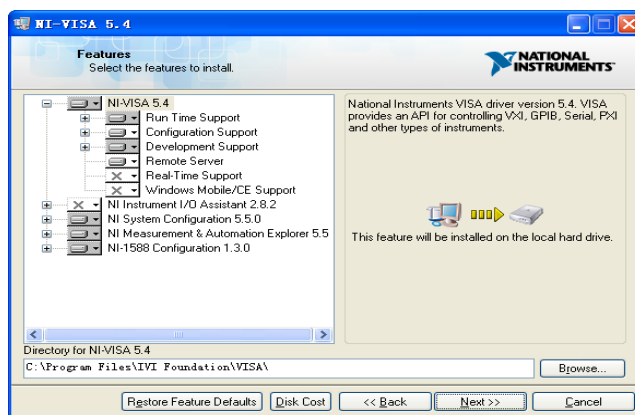 NI-VISA 5.4
Features
Select the features to install.
NATIONAL
INSTRUMENTS™
NI-VISA 5.4
Run Time Support
Configuration Support
Development Support
Remote Server
Real-Time Support
Windows Mobile/CE Support
NI Instrument I/O Assistant 2.8.2
NI System Configuration 5.5.0
NI Measurement & Automation Explorer 5.5
NI-1588 Configuration 1.3.0
National Instruments VISA driver version 5.4. VISA
provides an API for controlling VXI, GPIB, Serial, PXI
and other types of instruments.
This feature will be installed on the local hard drive.
Directory for NI-VISA 5.4
C:\Program Files\IVI Foundation\VISA\
Browse...
Restore Feature Defaults
Disk Cost
<< Back
Next >>
Cancel